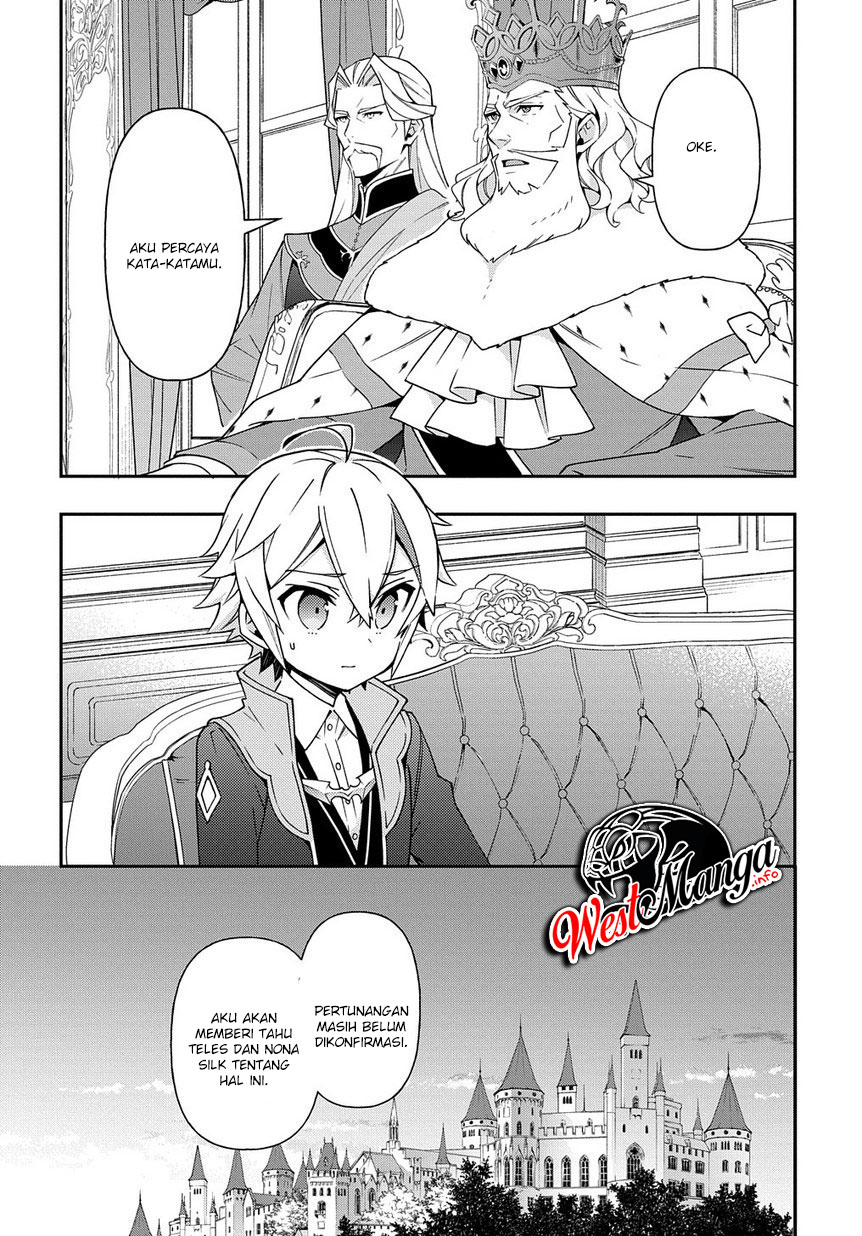 OKE.
AKU PERCAYA
KATA-KATAMU.
WestManga
.info
PERTUNANGAN
MASIH BELUM
DIKONFIRMASI.
AKU AKAN
MEMBERI TAHU
TELES DAN NONA
SILK TENTANG
HAL INI.